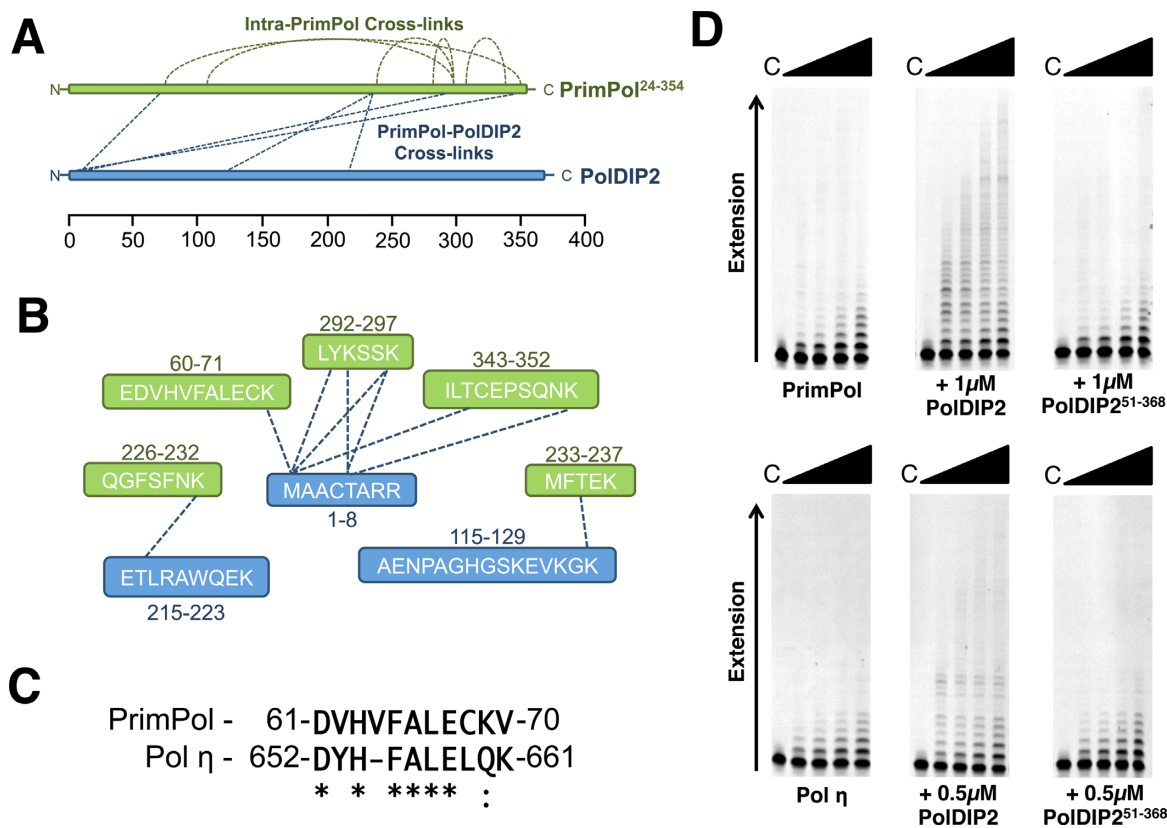 A
Intra-PrimPol Cross-links
N
C PrimPol24-354
PrimPol-PolDIP2
Cross-links
N
C PolDIP2
0 50 100 150 200 250 300 350 400
B
292-297
LYKSSK
60-71
EDVHVFALECK
343-352
ILTCEPSQNK
226-232
QGFSFNK
233-237
MFTEK
MAACTARR
1-8
115-129
AENPAGHGSKEVKGK
ETLRAWQEK
215-223
C
PrimPol - 61-DVHVFALECKV-70
Pol η - 652-DYH-FALELQK-661
* * **** :
D
C
C
C
Extension
PrimPol
+ 1µM
PolDIP2
+ 1µM
PolDIP251-368
C
C
C
Extension
Pol η
+ 0.5µM
PolDIP2
+ 0.5µM
PolDIP251-368